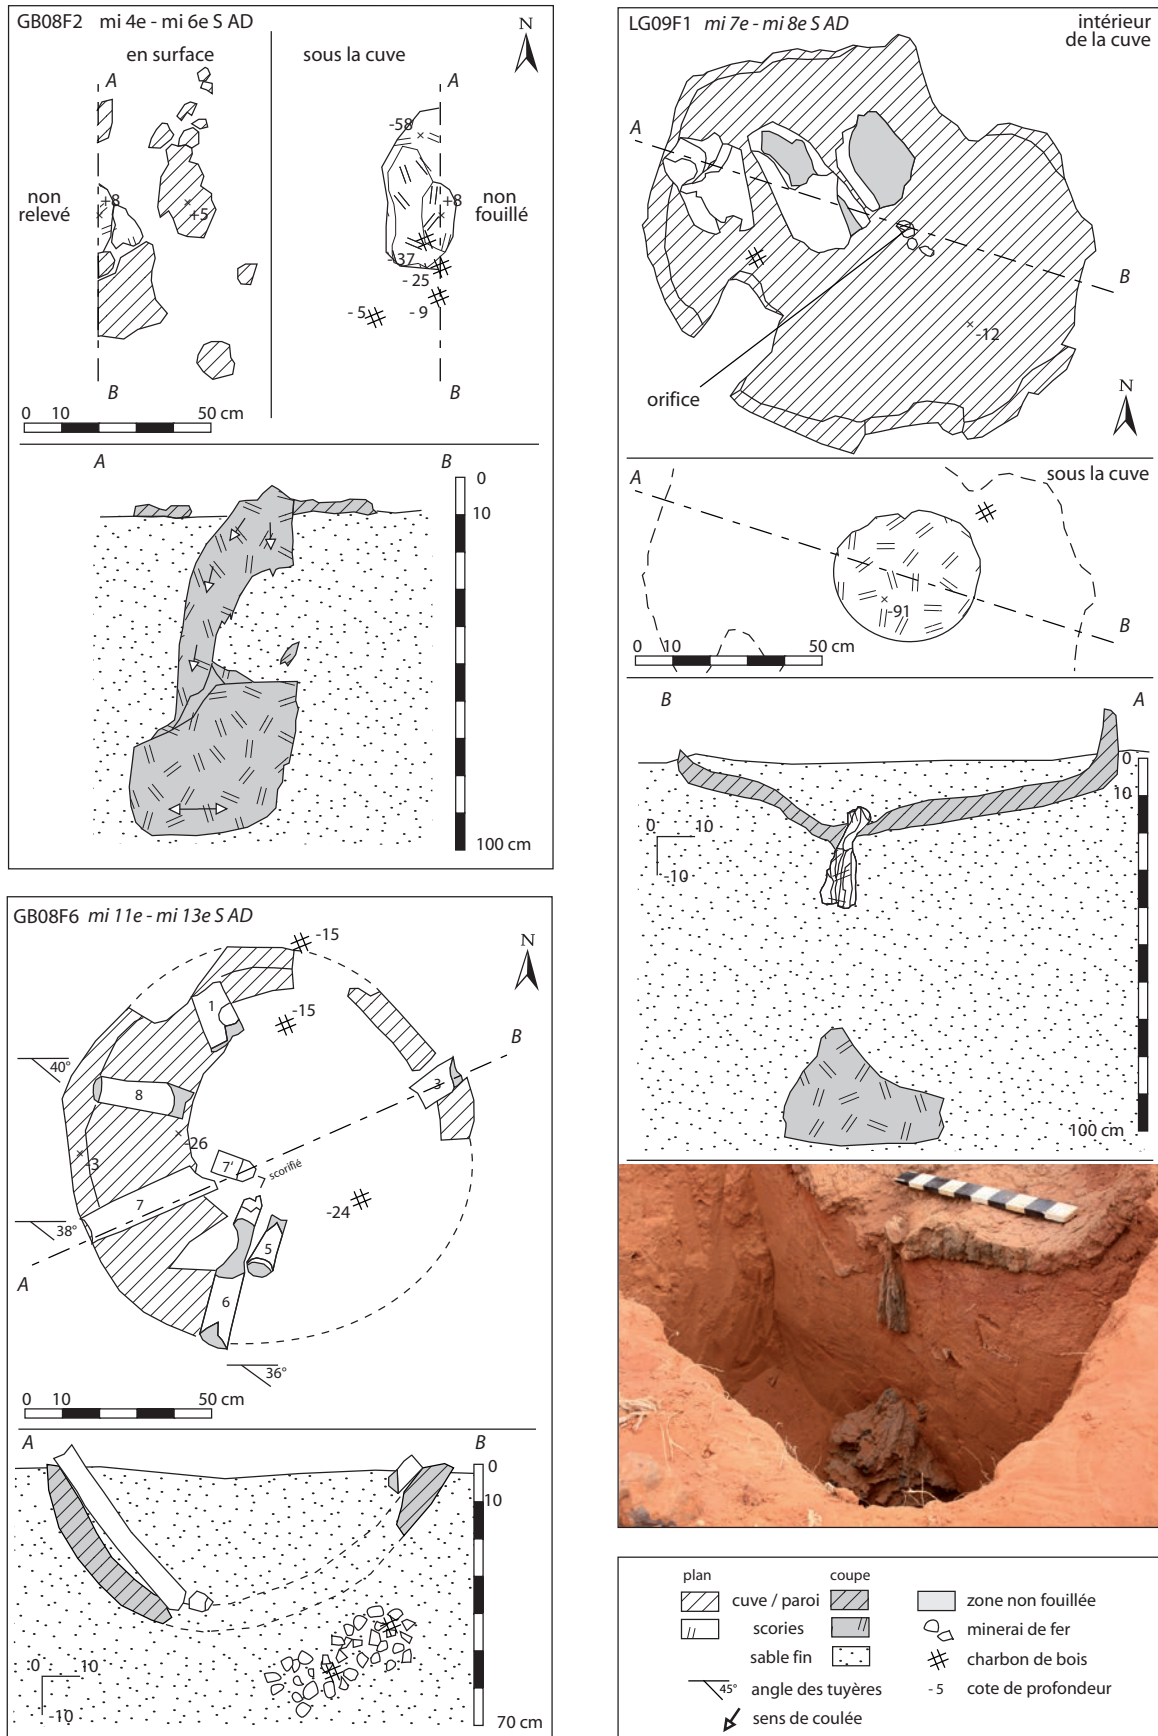 GB08F2 mi 4e - mi 6e S AD
en surface
sous la cuve
N
A
A
-58
non
relevé
+8
+5
+8
non
fouillé
-37
- 25
- 5
- 9
B
B
0 10 50 cm
A
B
0
10
100 cm
GB08F6 mi 11e - mi 13e S AD
N
-15
1
-15
B
40°
8
3
-26
-3
7'
scorifié
7
-24
38°
5
A
6
36°
0 10 50 cm
A
B
0
10
0 10
-10
70 cm
LG09F1 mi 7e - mi 8e S AD
intérieur
de la cuve
A
B
-12
orifice
N
A
sous la cuve
-91
B
0 10 50 cm
B
A
0
10
0 10
-10
100 cm
plan
coupe
cuve / paroi
zone non fouillée
scories
minerai de fer
sable fin
charbon de bois
45° angle des tuyères
- 5 cote de profondeur
sens de coulée